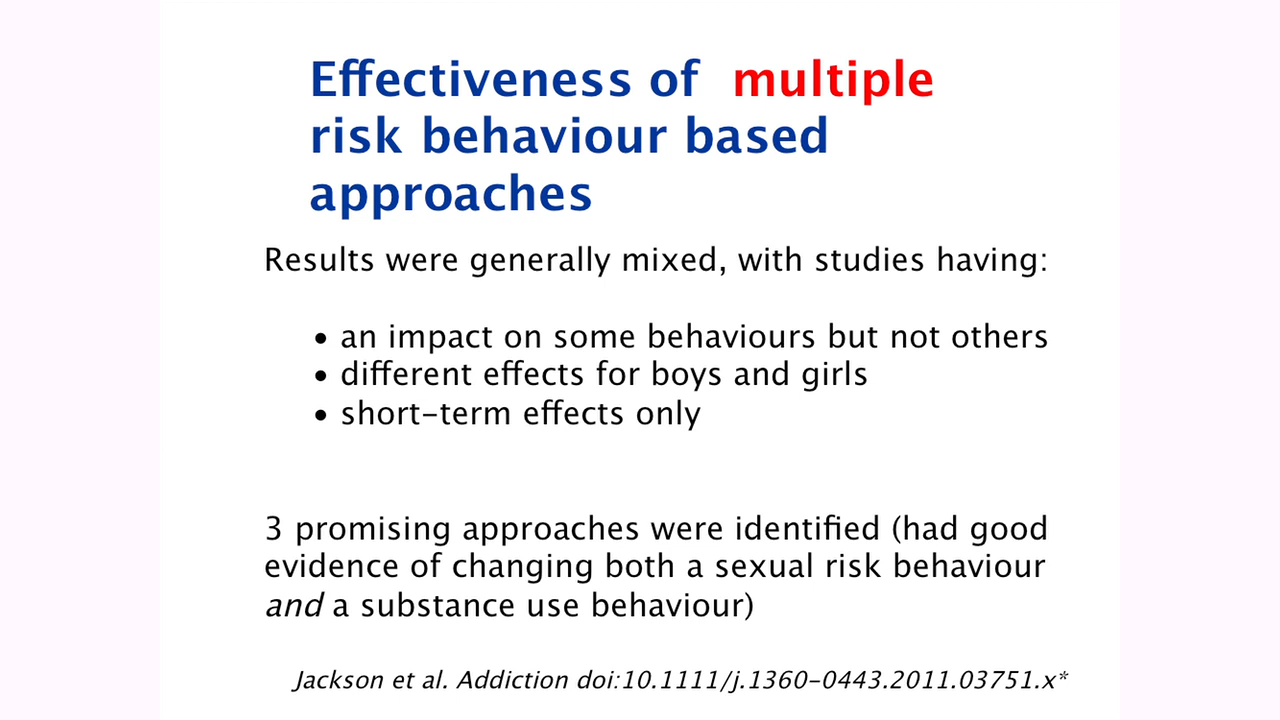 Effectiveness of multiple
risk behaviour based
approaches
Results were generally mixed, with studies having:
• an impact on some behaviours but not others
• different effects for boys and girls
• short-term effects only
3 promising approaches were identified (had good
evidence of changing both a sexual risk behaviour
and a substance use behaviour)
Jackson et al. Addiction doi:10.1111/j.1360-0443.2011.03751.x*